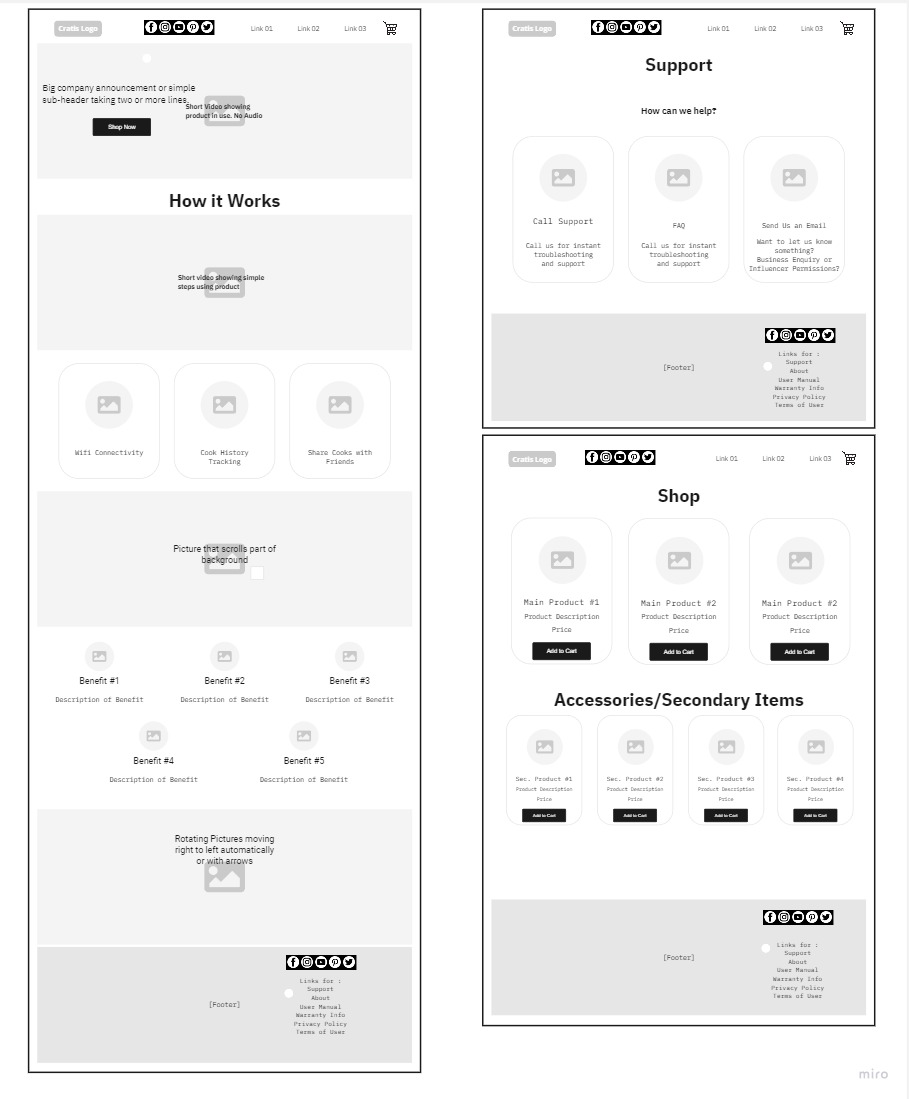 Cratis Logo
Link 01
Link 02
Link 03
Big company announcement or simple
sub-header taking two or more lines.
Shop Now
Short Video showing
product in use. No Audio
How it Works
Short video showing simple
steps using product
Wifi Connectivity
Cook History
Tracking
Share Cooks with
Friends
Picture that scrolls part of
background
Benefit #1
Description of Benefit
Benefit #2
Description of Benefit
Benefit #3
Description of Benefit
Benefit #4
Description of Benefit
Benefit #5
Description of Benefit
Rotating Pictures moving
right to left automatically
or with arrows
[Footer]
Links for :
Support
About
User Manual
Warranty Info
Privacy Policy
Terms of User
Cratis Logo
Link 01
Link 02
Link 03
Support
How can we help?
Call Support
Call us for instant
troubleshooting
and support
FAQ
Call us for instant
troubleshooting
and support
Send Us an Email
Want to let us know
something?
Business Enquiry or
Influencer Permissions?
[Footer]
Links for :
Support
About
User Manual
Warranty Info
Privacy Policy
Terms of User
Cratis Logo
Link 01
Link 02
Link 03
Shop
Main Product #1
Product Description
Price
Add to Cart
Main Product #2
Product Description
Price
Add to Cart
Main Product #2
Product Description
Price
Add to Cart
Accessories/Secondary Items
Sec. Product #1
Product Description
Price
Add to Cart
Sec. Product #2
Product Description
Price
Add to Cart
Sec. Product #3
Product Description
Price
Add to Cart
Sec. Product #4
Product Description
Price
Add to Cart
[Footer]
Links for :
Support
About
User Manual
Warranty Info
Privacy Policy
Terms of User
miro